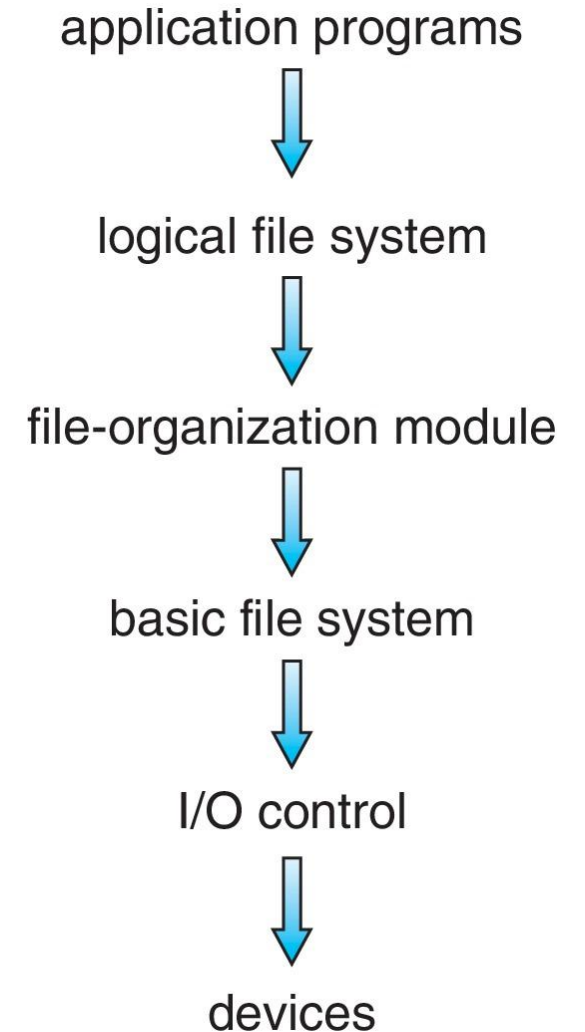 application programs
logical file system
file-organization module
basic file system
I/O control
devices